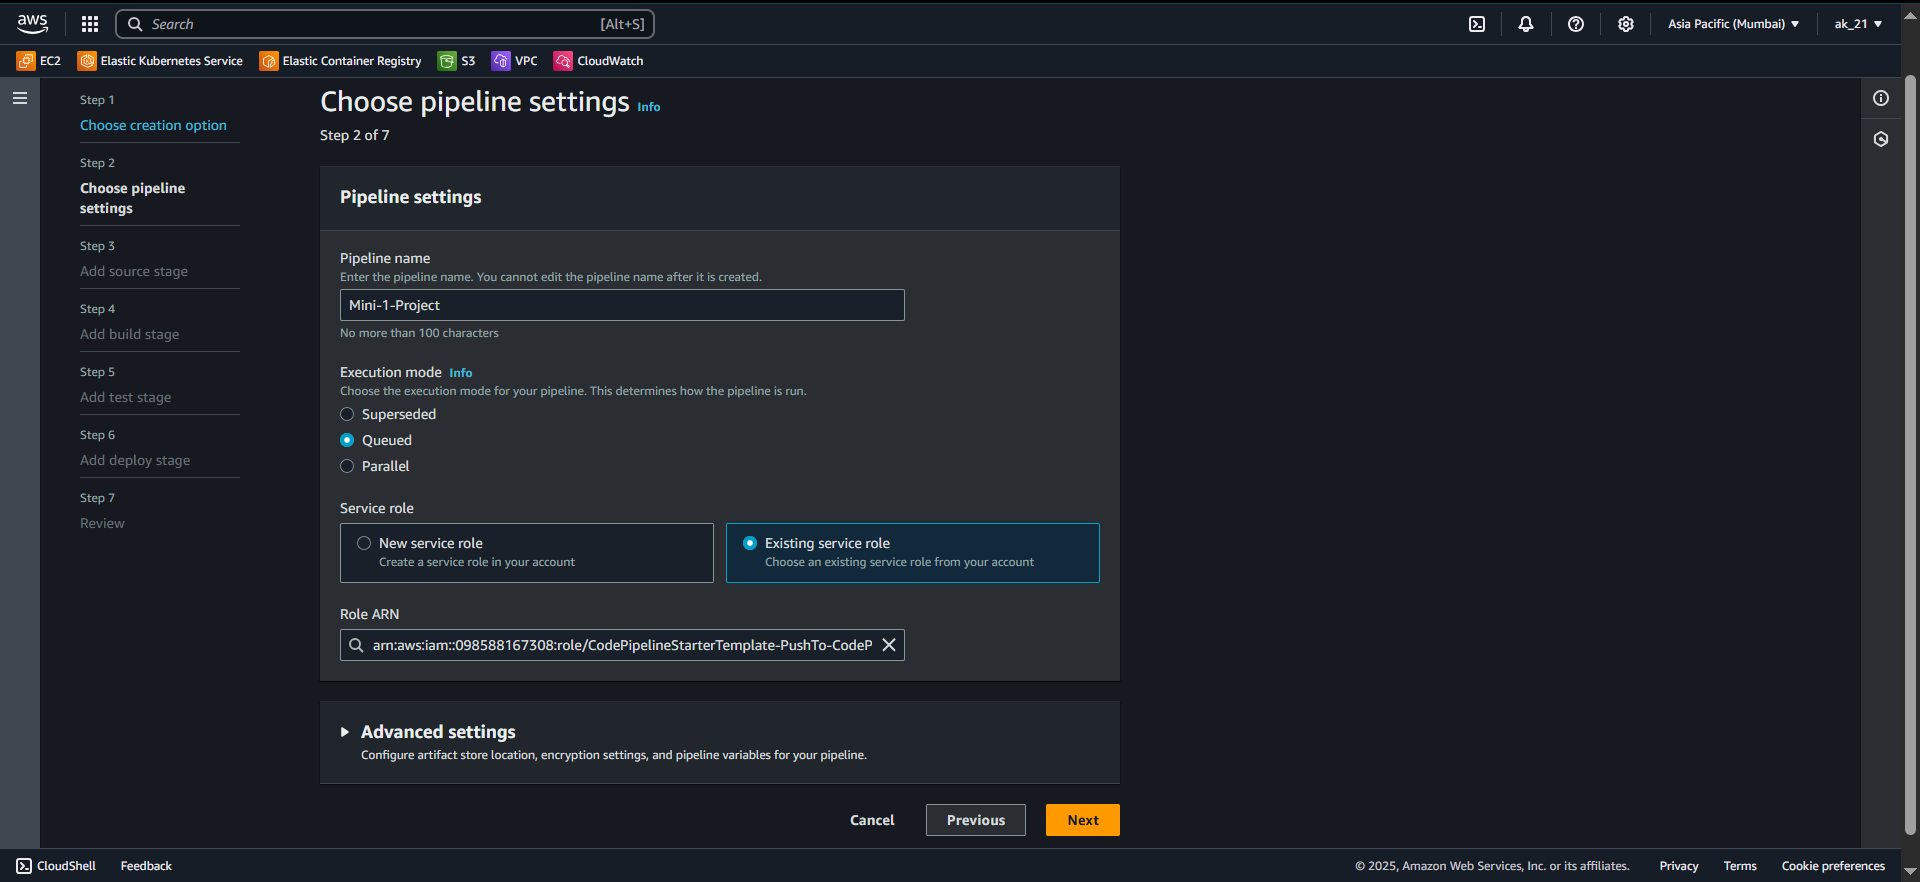 aws
Search [Alt+S]
Asia Pacific (Mumbai)
ak_21
EC2
Elastic Kubernetes Service
Elastic Container Registry
S3
VPC
CloudWatch
Step 1
Choose creation option
Step 2
Choose pipeline
settings
Step 3
Add source stage
Step 4
Add build stage
Step 5
Add test stage
Step 6
Add deploy stage
Step 7
Review
Choose pipeline settings Info
Step 2 of 7
Pipeline settings
Pipeline name
Enter the pipeline name. You cannot edit the pipeline name after it is created.
Mini-1-Project
No more than 100 characters
Execution mode Info
Choose the execution mode for your pipeline. This determines how the pipeline is run.
Superseded
Queued
Parallel
Service role
New service role
Create a service role in your account
Existing service role
Choose an existing service role from your account
Role ARN
arn:aws:iam::098588167308:role/CodePipelineStarterTemplate-PushTo-CodeP
Advanced settings
Configure artifact store location, encryption settings, and pipeline variables for your pipeline.
Cancel
Previous
Next
CloudShell
Feedback
© 2025, Amazon Web Services, Inc. or its affiliates.
Privacy
Terms
Cookie preferences